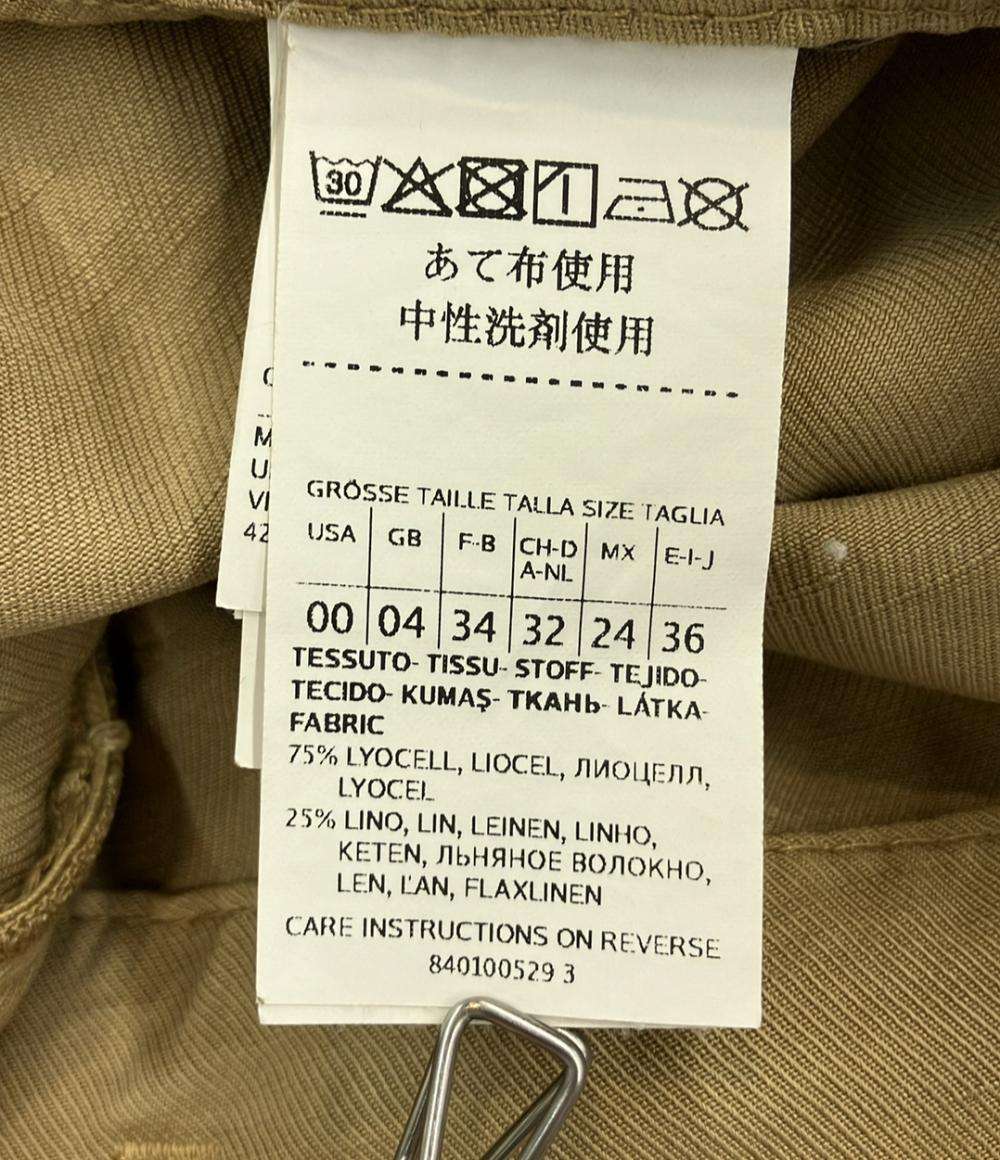 30
あて布使用
中性洗剤使用
GRÖSSE TAILLE TALLA SIZE TAGLIA
USA GB F-B CH-D A-NL MX E-I-J
00 04 34 32 24 36
TESSUTO- TISSU- STOFF- TEJIDO-
TECIDO- KUMAŞ- ТКАНЬ- LÁTKA-
FABRIC
75% LYOCELL, LIOCEL, ЛИОЦЕЛЛ,
LYOCEL
25% LINO, LIN, LEINEN, LINHO,
KETEN, ЛЬНЯНОЕ ВОЛОКНО,
LEN, ĽAN, FLAXLINEN
CARE INSTRUCTIONS ON REVERSE
840100529 3